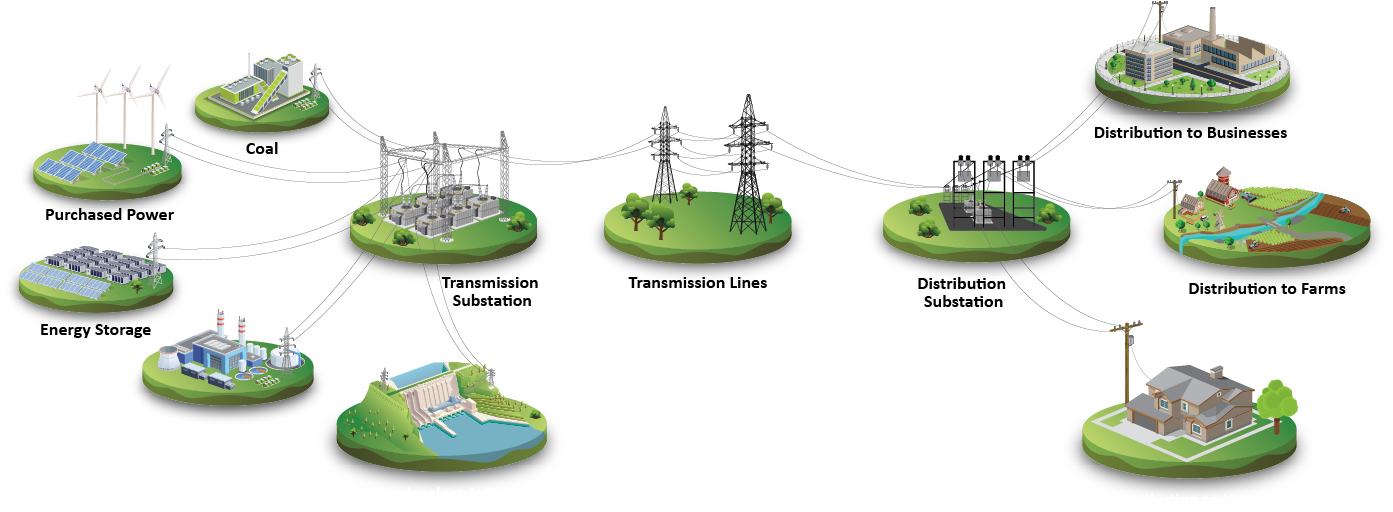 Coal
Purchased Power
Energy Storage
Transmission
Substation
Transmission Lines
Distribution
Substation
Distribution to Businesses
Distribution to Farms